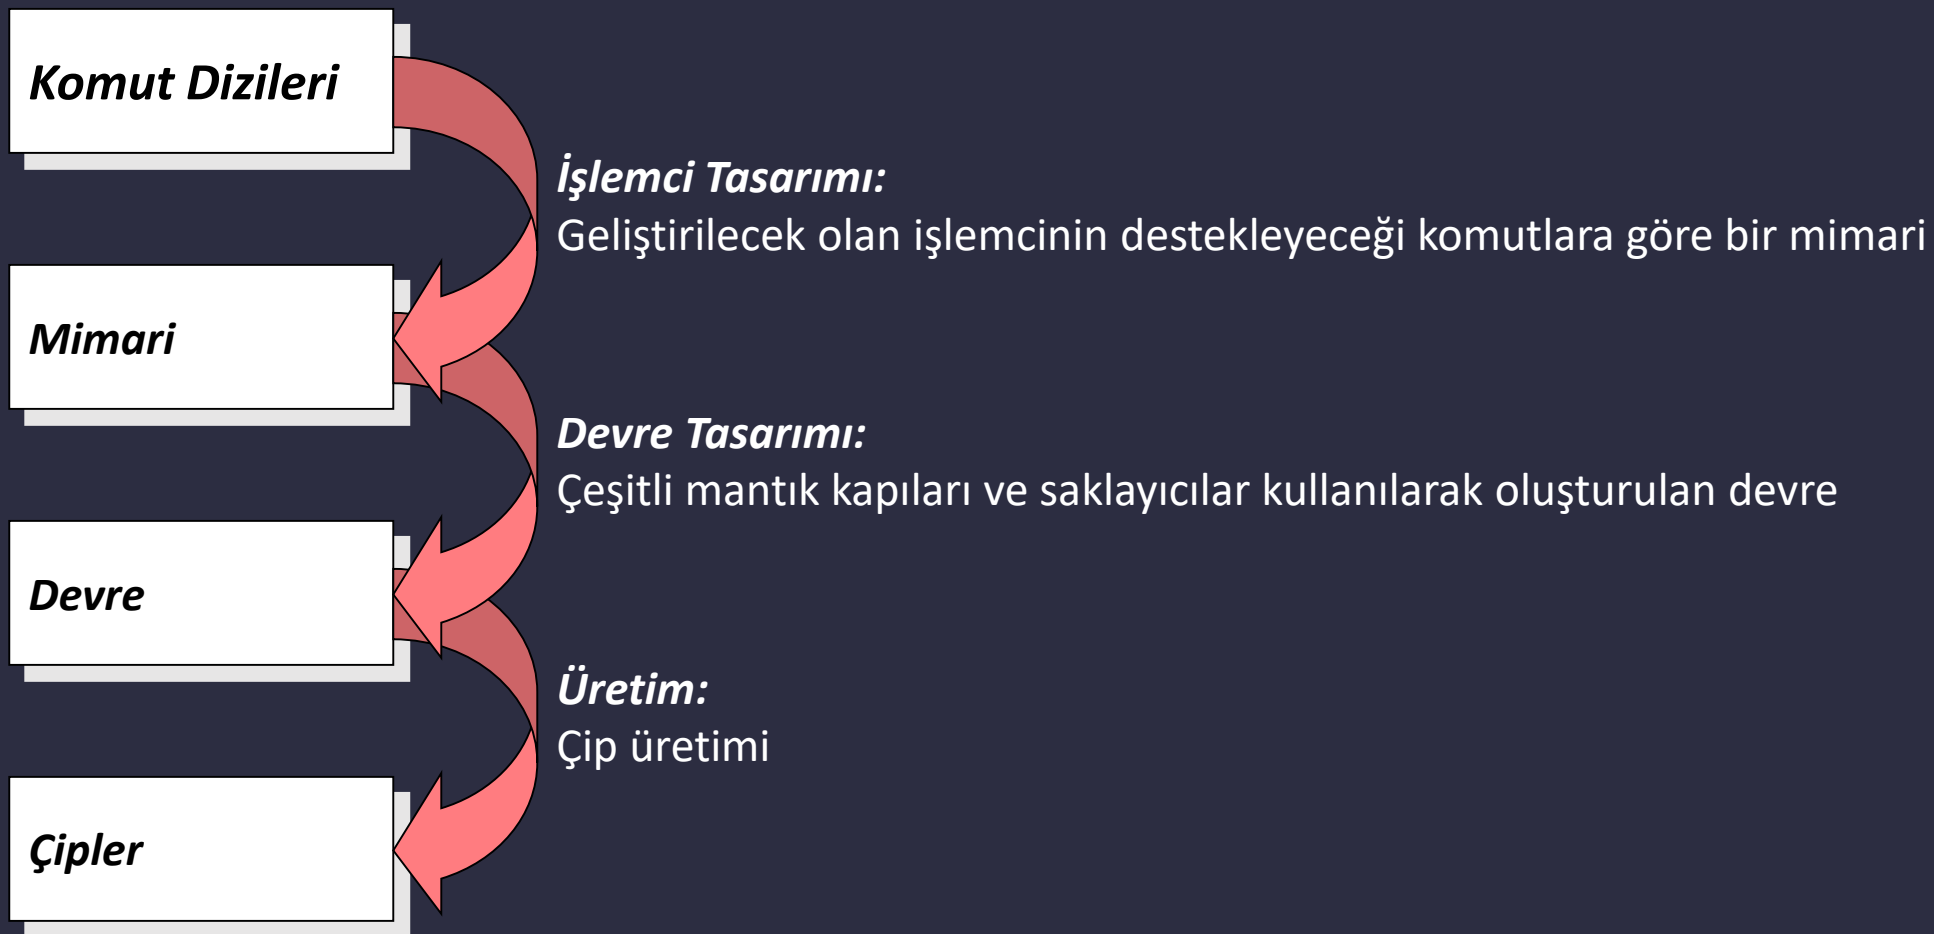 Komut Dizileri
İşlemci Tasarımı:
Geliştirilecek olan işlemcinin destekleyeceği komutlara göre bir mimari
Mimari
Devre Tasarımı:
Çeşitli mantık kapıları ve saklayıcılar kullanılarak oluşturulan devre
Devre
Üretim:
Çip üretimi
Çipler